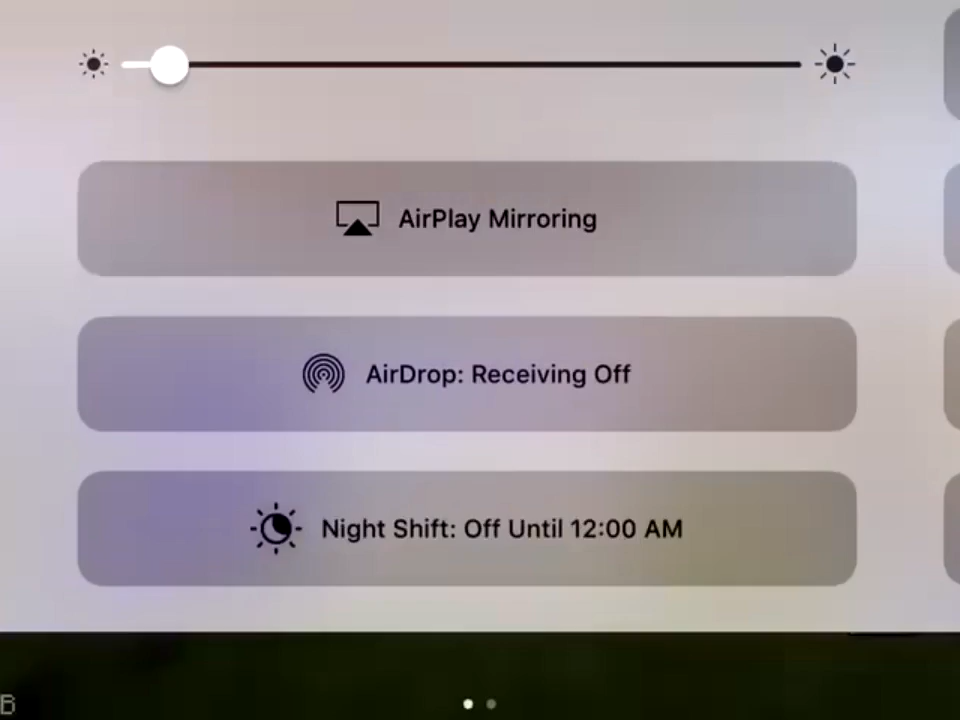 AirPlay Mirroring
AirDrop: Receiving Off
Night Shift: Off Until 12:00 AM
B